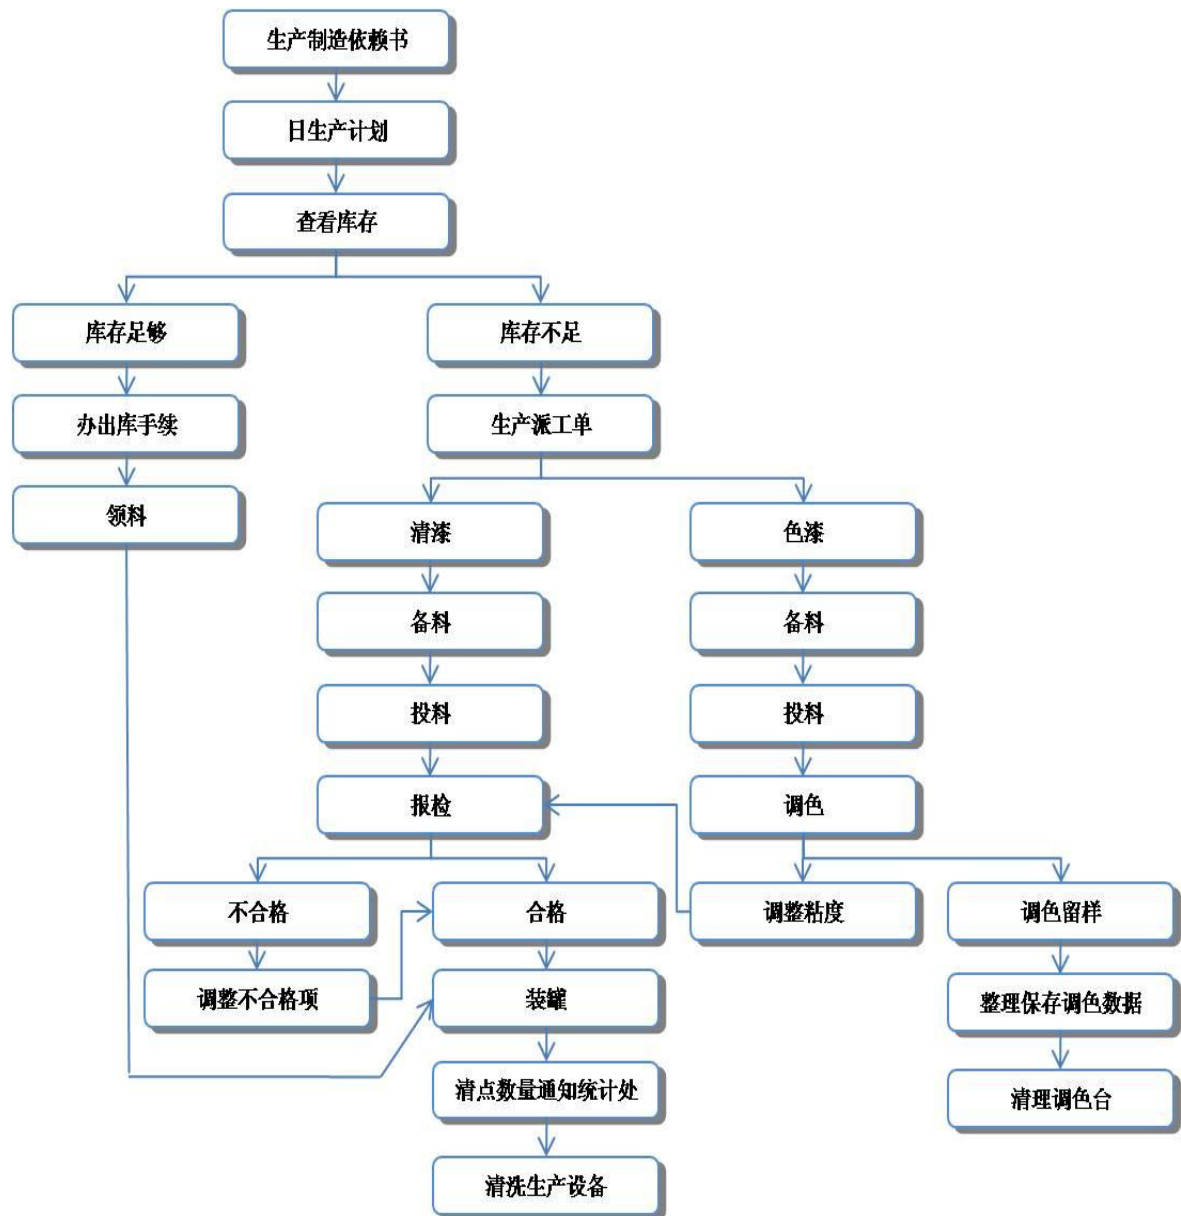 生产制造依赖书
日生产计划
查看库存
库存足够
库存不足
办出库手续
生产派工单
领料
清漆
色漆
备料
备料
投料
投料
报检
调色
不合格
合格
调整粘度
调色留样
调整不合格项
装罐
整理保存调色数据
清点数量通知统计处
清理调色台
清洗生产设备